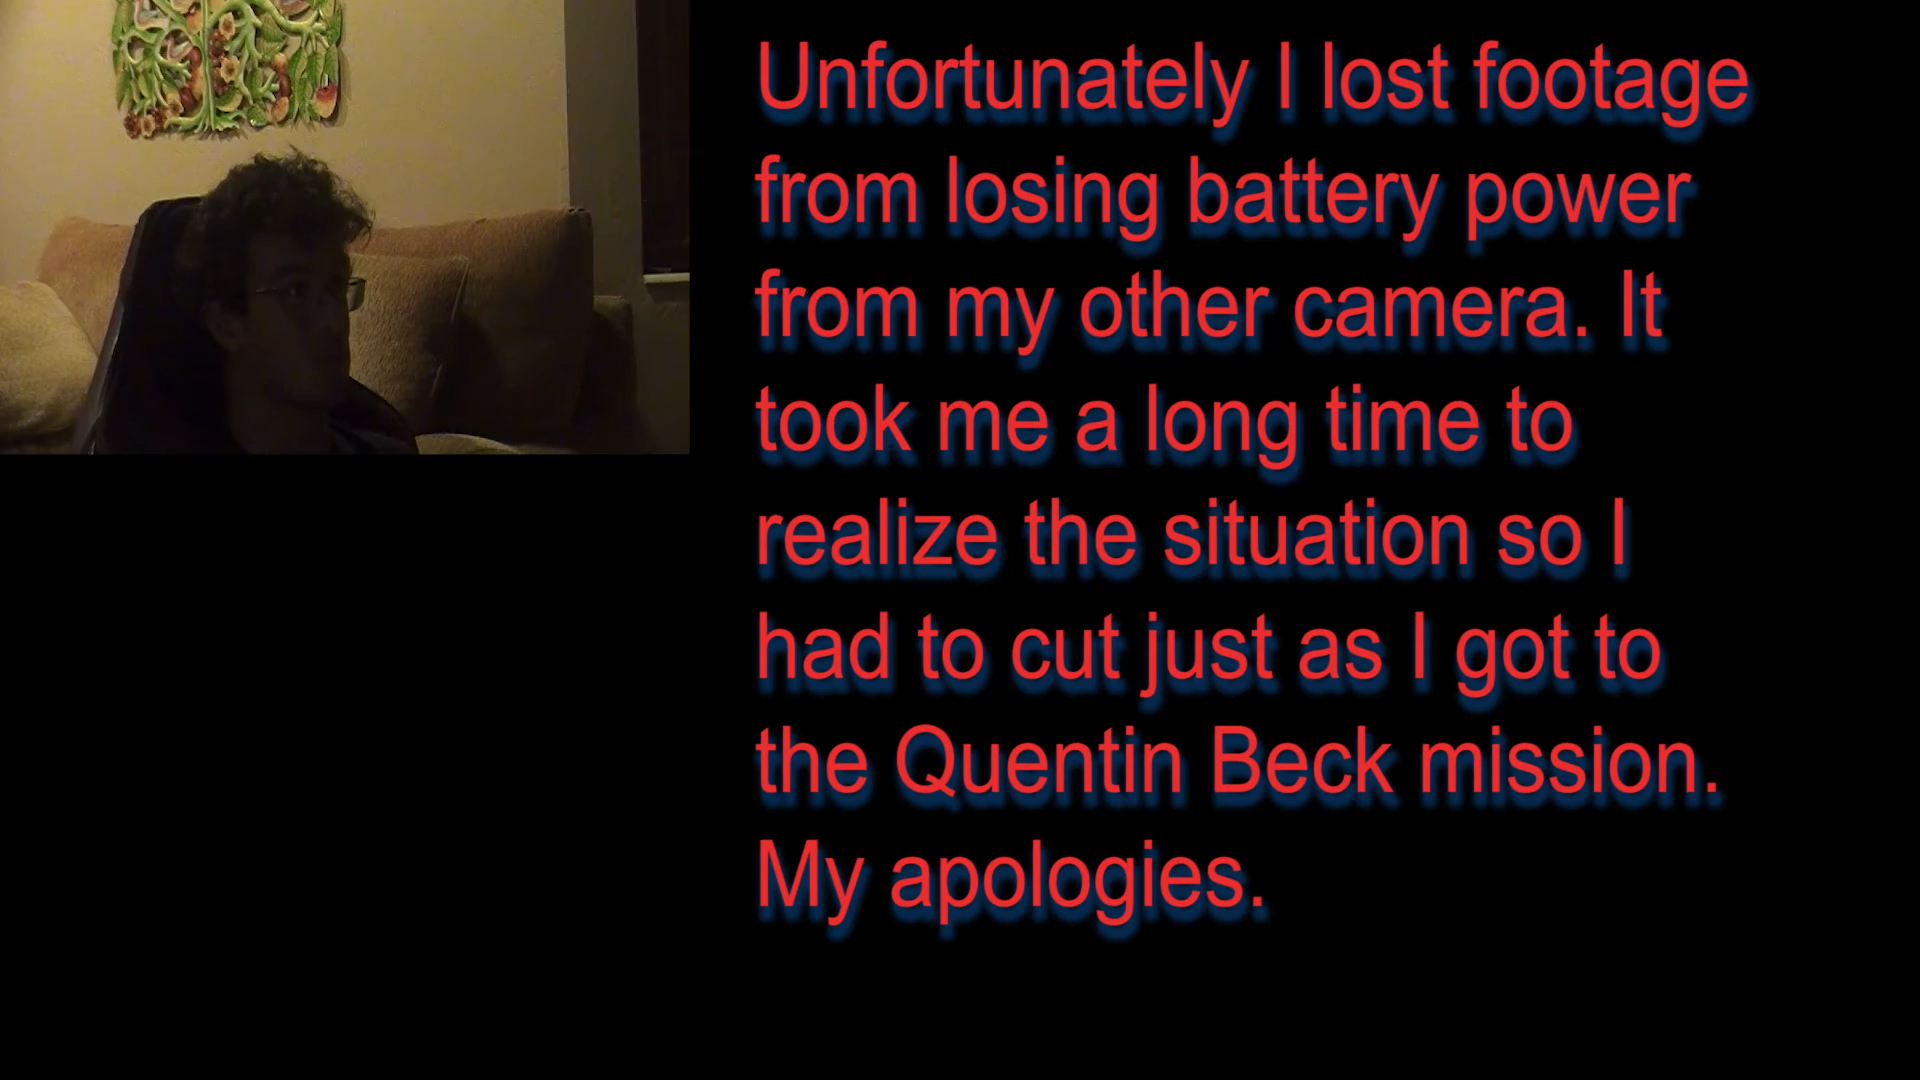 Unfortunately I lost footage
from losing battery power
from my other camera. It
took me a long time to
realize the situation so I
had to cut just as I got to
the Quentin Beck mission.
My apologies.